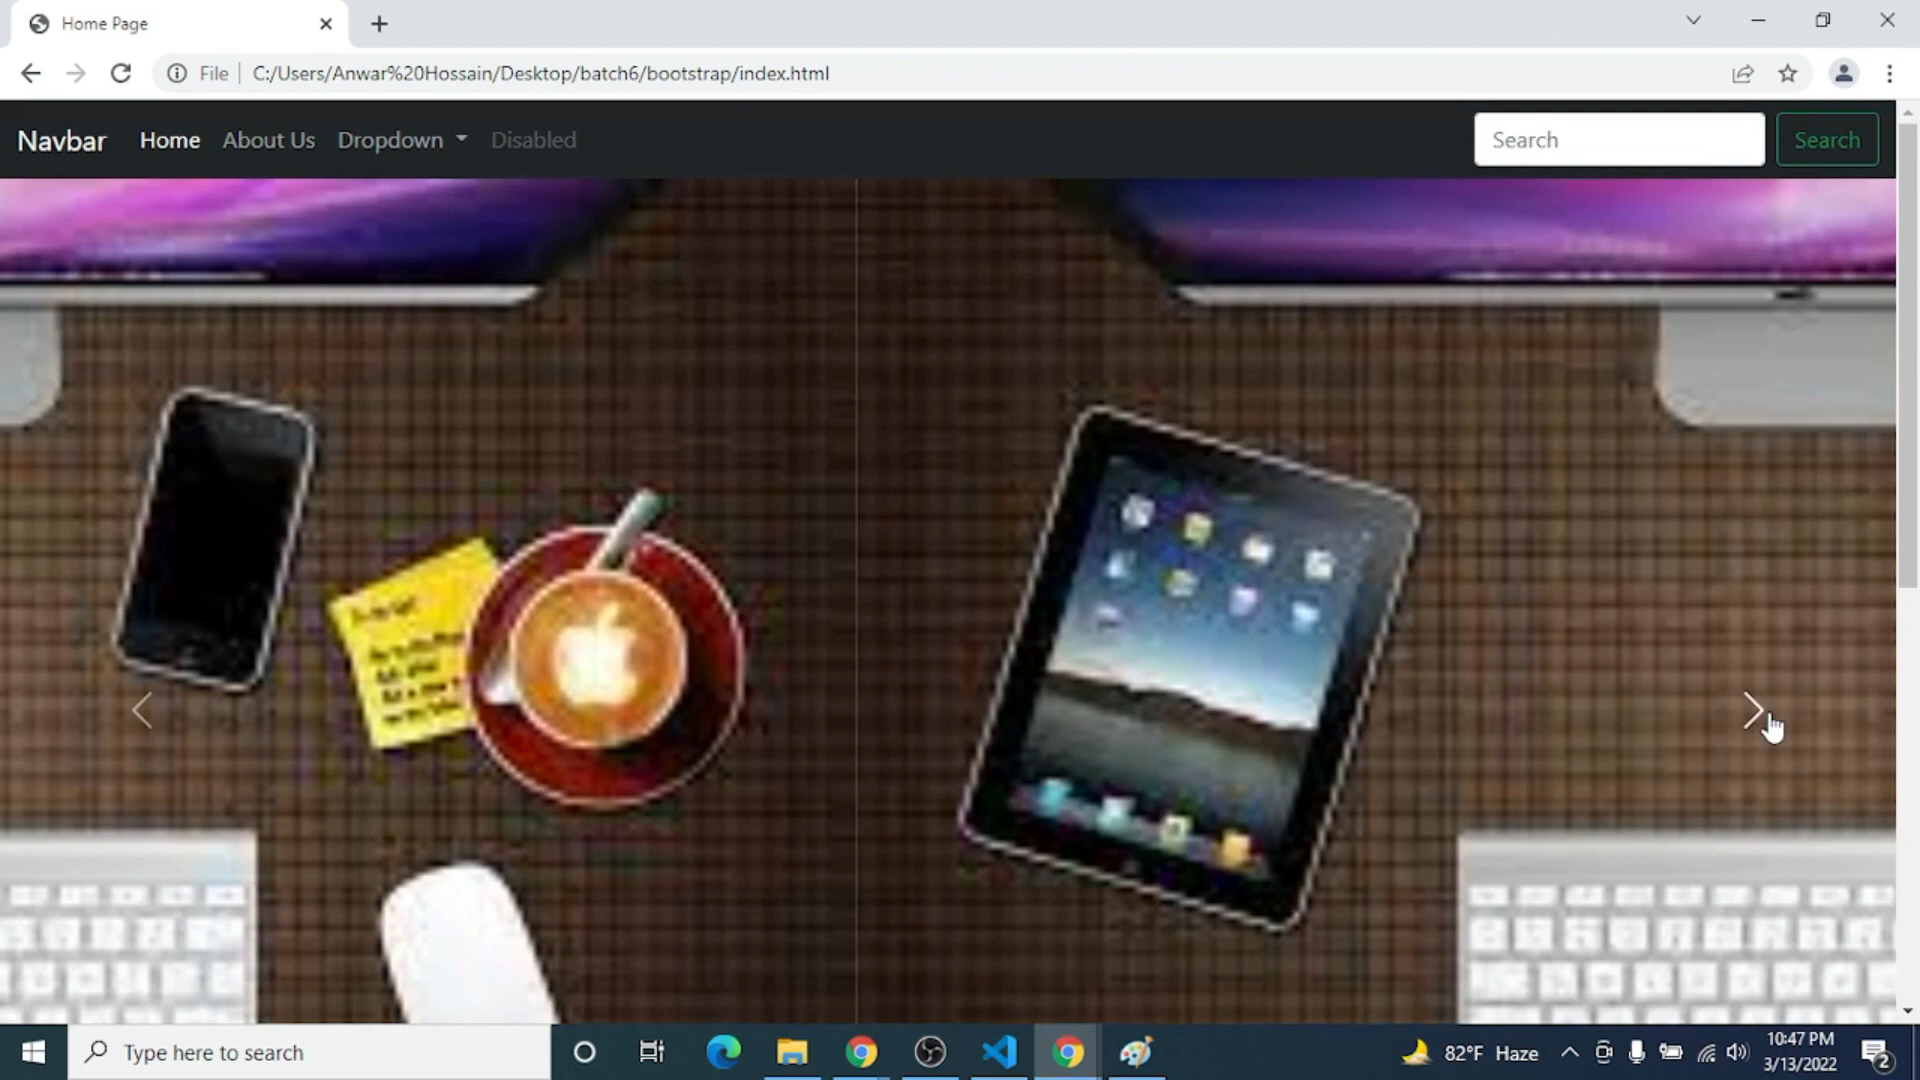 Home Page
File C:/Users/Anwar%20Hossain/Desktop/batch6/bootstrap/index.html
Navbar Home About Us Dropdown Disabled Search Search
Type here to search
82°F Haze
10:47 PM
3/13/2022
2